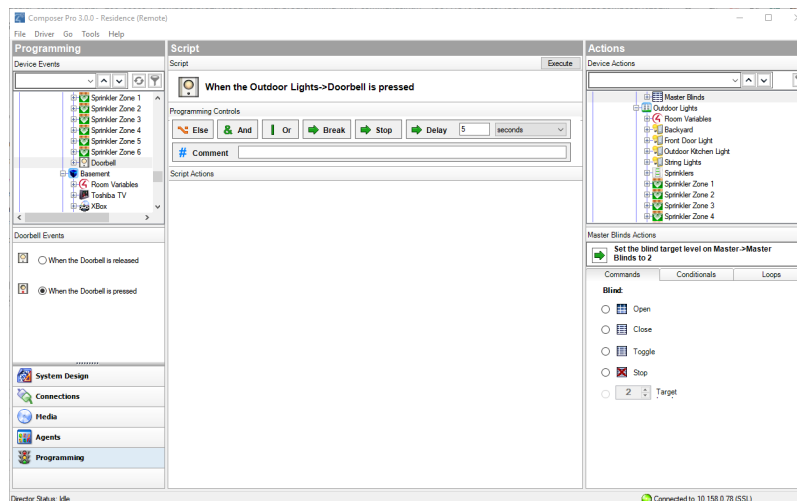 Composer Pro 3.0.0 - Residence (Remote)
File Driver Go Tools Help
Programming
Device Events
Sprinkler Zone 1
Sprinkler Zone 2
Sprinkler Zone 3
Sprinkler Zone 4
Sprinkler Zone 5
Sprinkler Zone 6
Doorbell
Basement
Room Variables
Toshiba TV
XBox
Doorbell Events
When the Doorbell is released
When the Doorbell is pressed
System Design
Connections
Media
Agents
Programming
Script
Script Execute
When the Outdoor Lights->Doorbell is pressed
Programming Controls
Else & And Or Break Stop Delay 5 seconds
# Comment
Script Actions
Actions
Device Actions
Master Blinds
Outdoor Lights
Room Variables
Backyard
Front Door Light
Outdoor Kitchen Light
String Lights
Sprinklers
Sprinkler Zone 1
Sprinkler Zone 2
Sprinkler Zone 3
Sprinkler Zone 4
Master Blinds Actions
Set the blind target level on Master->Master
Blinds to 2
Commands Conditionals Loops
Blind:
Open
Close
Toggle
Stop
2 Target
Director Status: Idle
Connected to 10.158.0.78 (SSL)